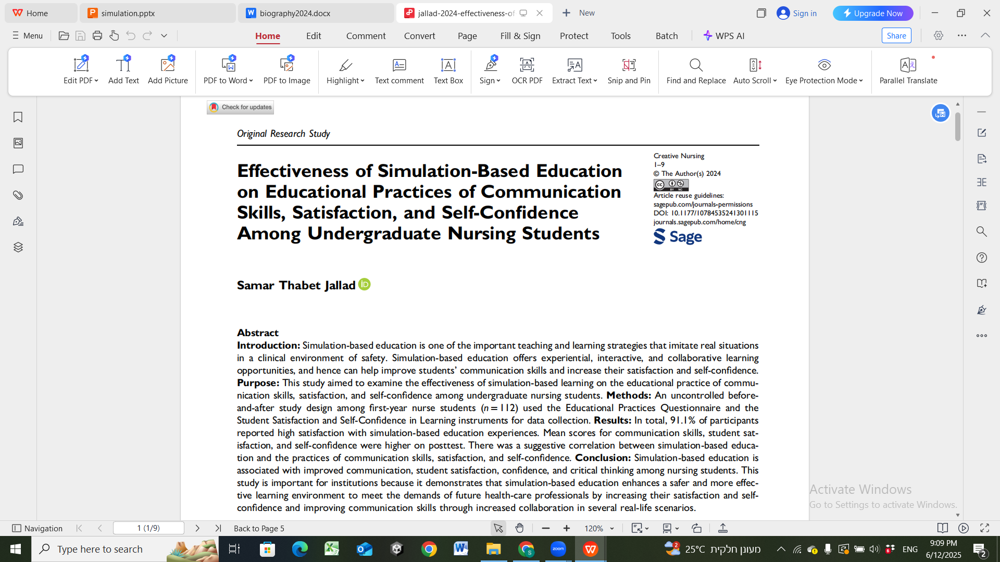 Home
simulation.pptx
biography2024.docx
jallad-2024-effectiveness-of
New
Sign in
Upgrade Now
Menu
Home
Edit
Comment
Convert
Page
Fill & Sign
Protect
Tools
Batch
WPS AI
Share
Edit PDF
Add Text
Add Picture
PDF to Word
PDF to Image
Highlight
Text comment
Text Box
Sign
OCR PDF
Extract Text
Snip and Pin
Find and Replace
Auto Scroll
Eye Protection Mode
Parallel Translate
Check for updates
Original Research Study
Effectiveness of Simulation-Based Education
on Educational Practices of Communication
Skills, Satisfaction, and Self-Confidence
Among Undergraduate Nursing Students
Creative Nursing
1–9
© The Author(s) 2024
CC BY NC
Article reuse guidelines:
sagepub.com/journals-permissions
DOI: 10.1177/10784535241301115
journals.sagepub.com/home/cng
Sage
Samar Thabet Jallad iD
Abstract
Introduction: Simulation-based education is one of the important teaching and learning strategies that imitate real situations
in a clinical environment of safety. Simulation-based education offers experiential, interactive, and collaborative learning
opportunities, and hence can help improve students’ communication skills and increase their satisfaction and self-confidence.
Purpose: This study aimed to examine the effectiveness of simulation-based learning on the educational practice of commu-
nication skills, satisfaction, and self-confidence among undergraduate nursing students. Methods: An uncontrolled before-
and-after study design among first-year nurse students (n = 112) used the Educational Practices Questionnaire and the
Student Satisfaction and Self-Confidence in Learning instruments for data collection. Results: In total, 91.1% of participants
reported high satisfaction with simulation-based education experiences. Mean scores for communication skills, student sat-
isfaction, and self-confidence were higher on posttest. There was a suggestive correlation between simulation-based educa-
tion and the practices of communication skills, satisfaction, and self-confidence. Conclusion: Simulation-based education is
associated with improved communication, student satisfaction, confidence, and critical thinking among nursing students. This
study is important for institutions because it demonstrates that simulation-based education enhances a safer and more effec-
tive learning environment to meet the demands of future health-care professionals by increasing their satisfaction and self-
confidence and improving communication skills through increased collaboration in several real-life scenarios.
Activate Windows
Go to Settings to activate Windows.
Navigation
1 (1/9)
Back to Page 5
120%
Type here to search
zoom
2
25°C מעונן חלקית
6
ENG
9:09 PM
6/12/2025
2